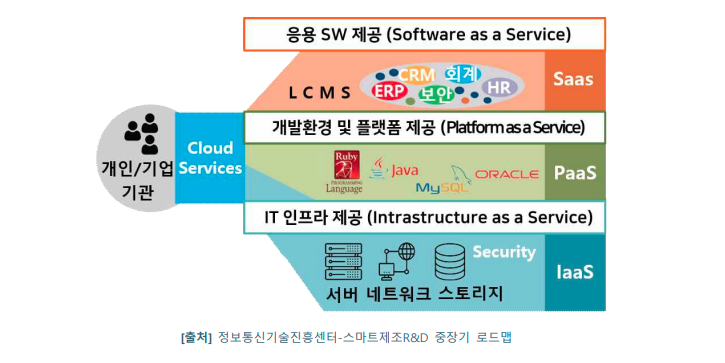 응용 SW 제공 (Software as a Service)
LCMS
CRM
회계
ERP
보안
HR
Saas
개인/기업
기관
Cloud
Services
개발환경 및 플랫폼 제공 (Platform as a Service)
Ruby
PROGRAMMING
Language
Java
MySQL
ORACLE
PaaS
IT 인프라 제공 (Intrastructure as a Service)
Security
서버 네트워크 스토리지
IaaS
[출처] 정보통신기술진흥센터-스마트제조R&D 중장기 로드맵